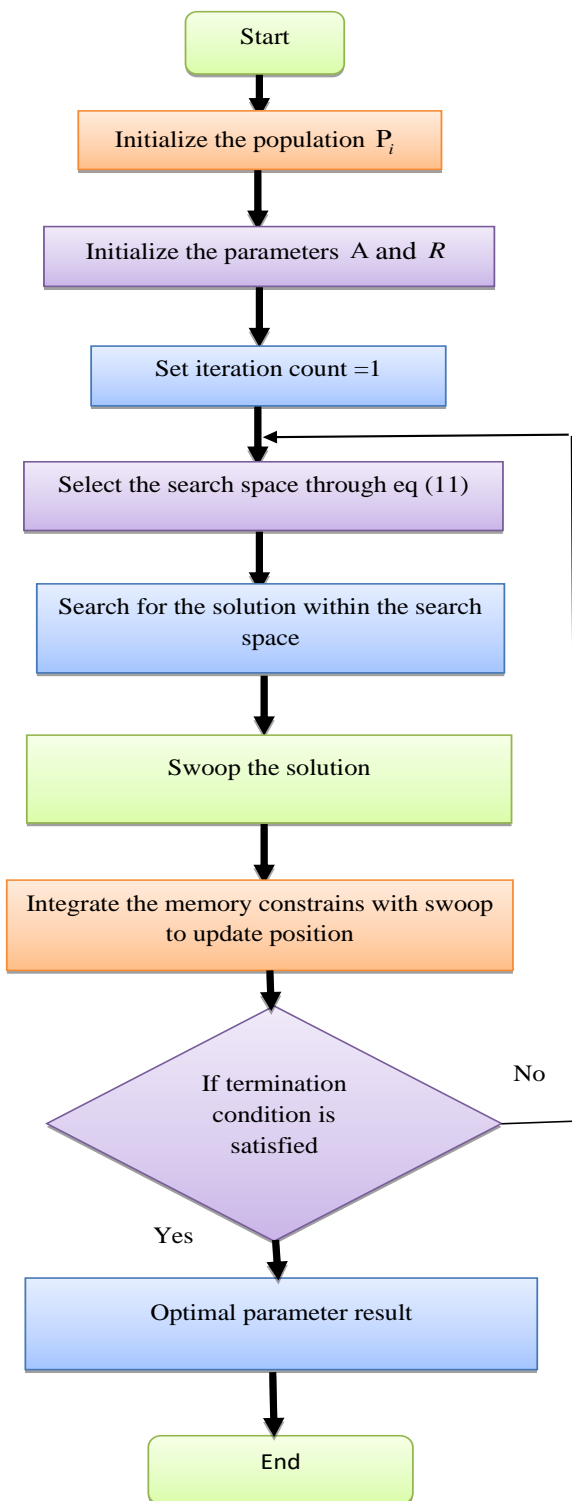 Start
Initialize the population P_i
Initialize the parameters A and R
Set iteration count =1
Select the search space through eq (11)
Search for the solution within the search
space
Swoop the solution
Integrate the memory constrains with swoop
to update position
If termination
condition is
satisfied
No
Yes
Optimal parameter result
End